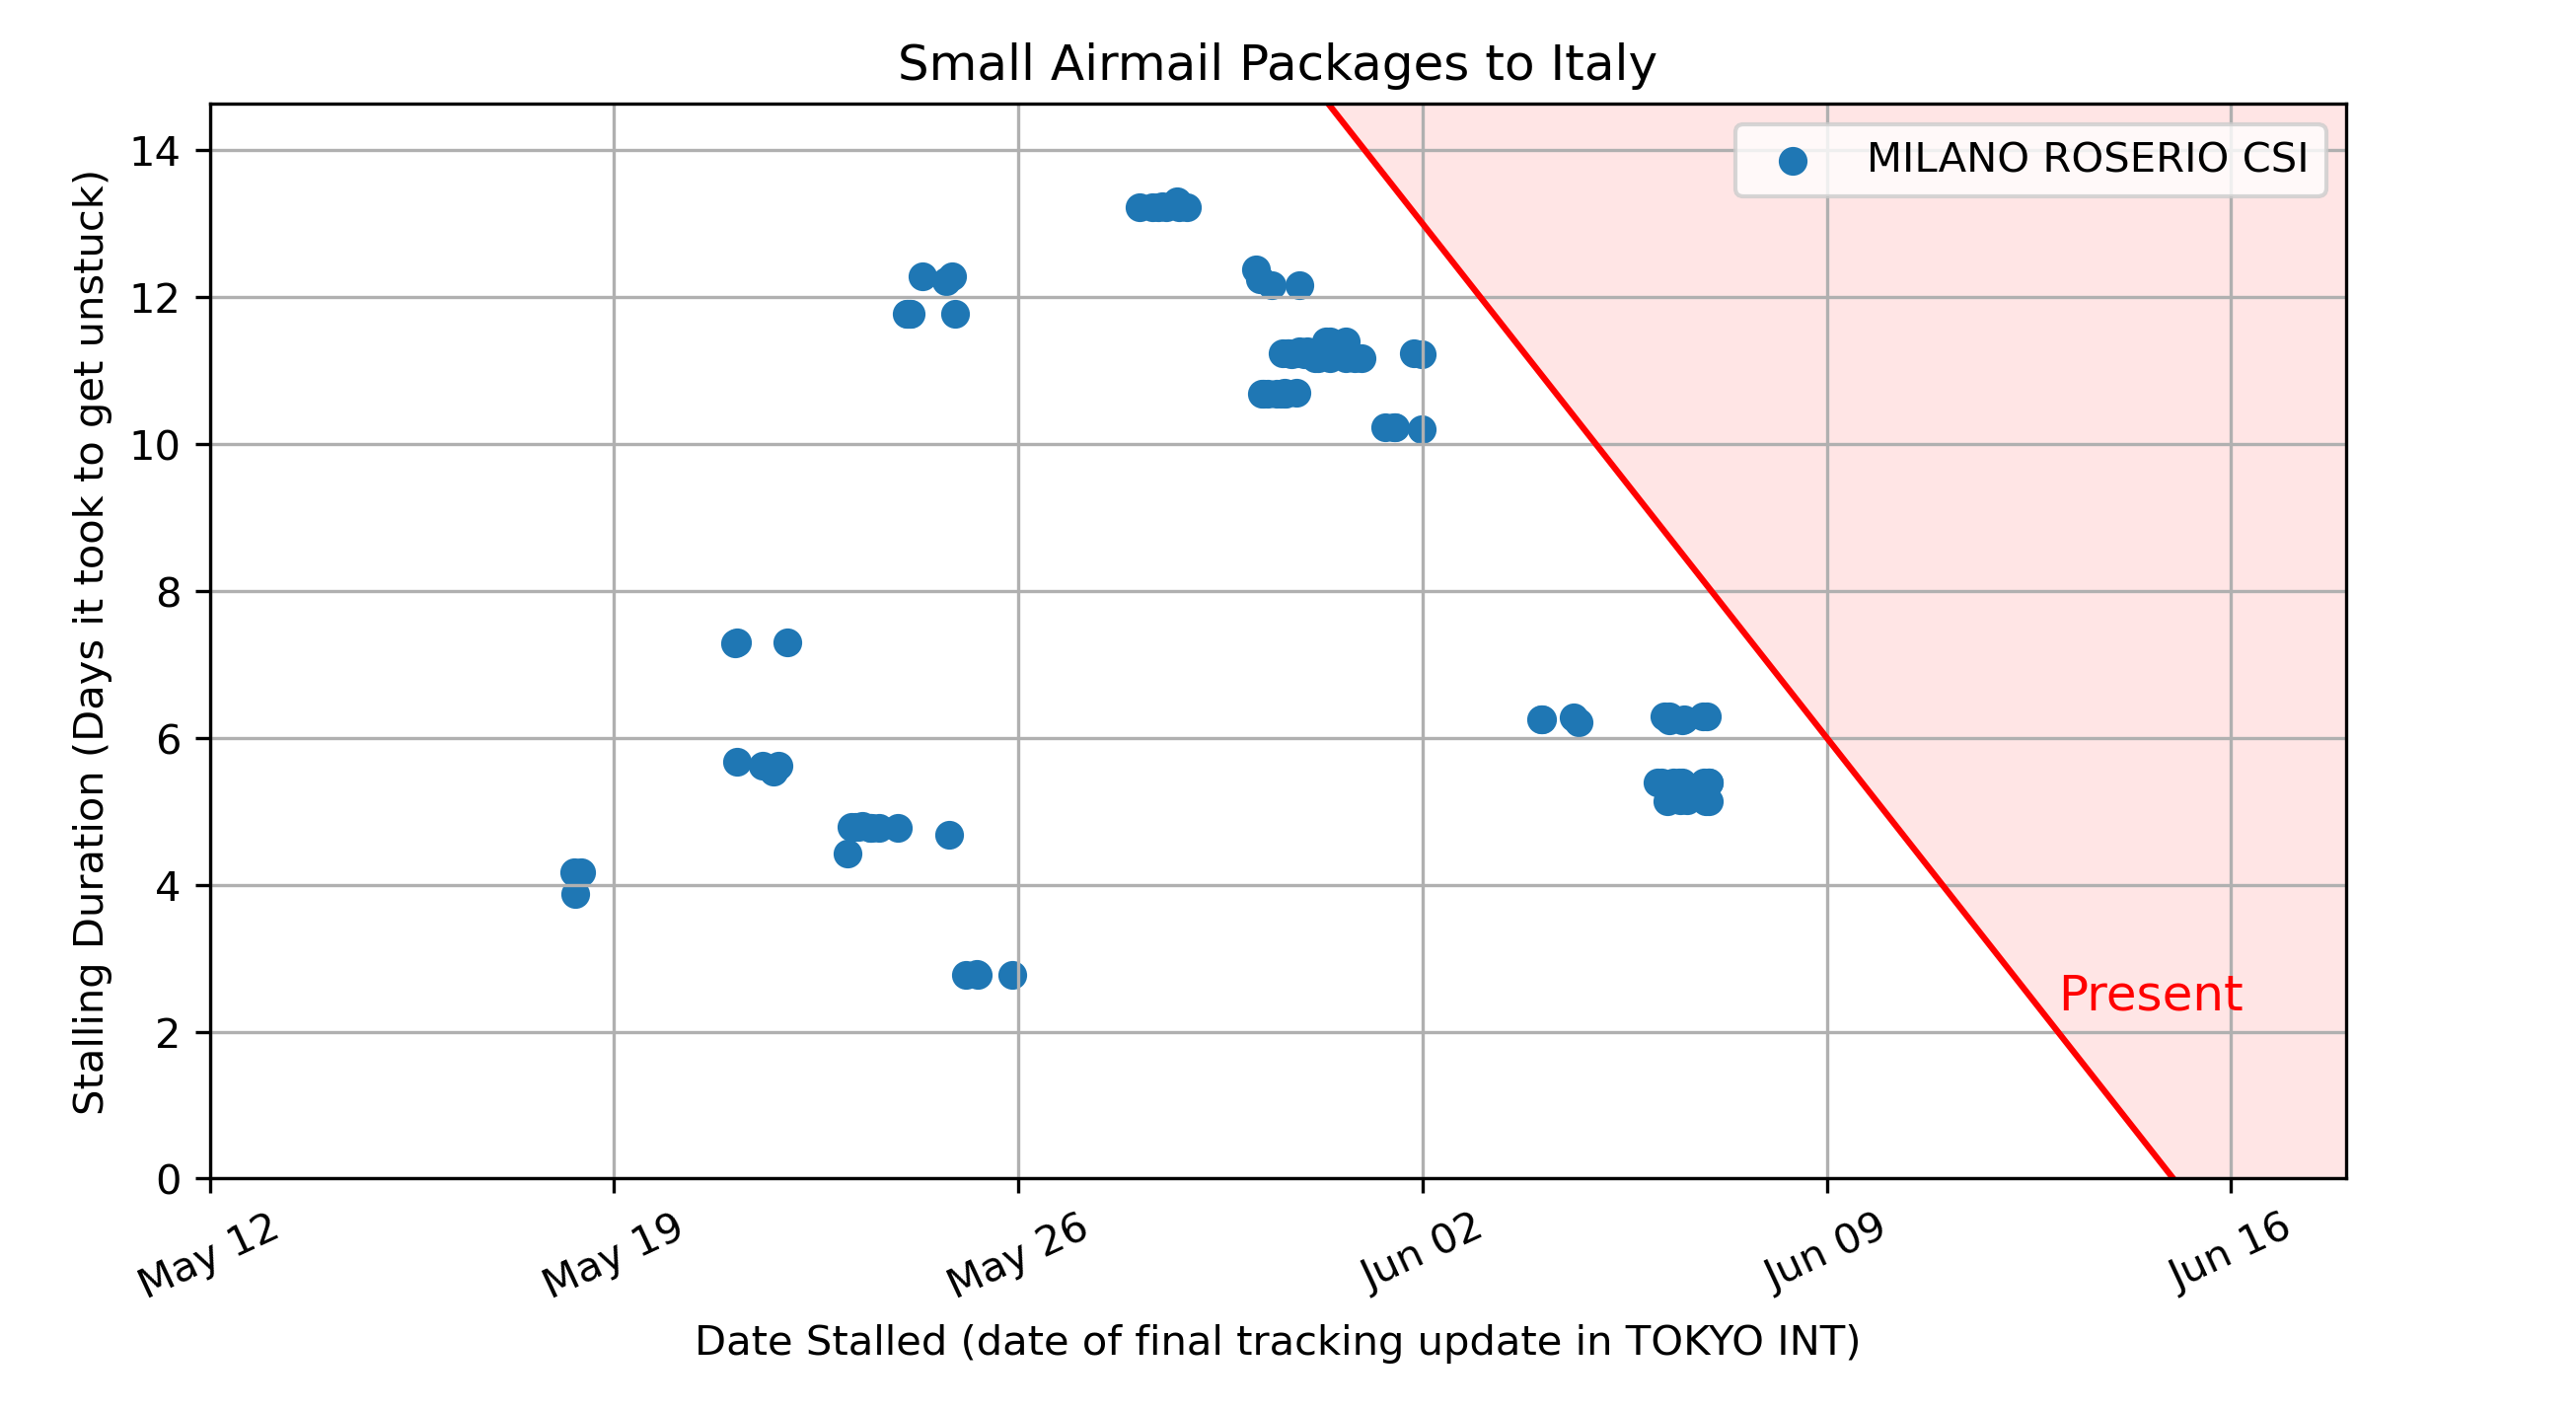 Small Airmail Packages to Italy
MILANO ROSERIO CSI
Stalling Duration (Days it took to get unstuck)
14
12
10
8
6
4
2
0
Present
May 12
May 19
May 26
Jun 02
Jun 09
Jun 16
Date Stalled (date of final tracking update in TOKYO INT)